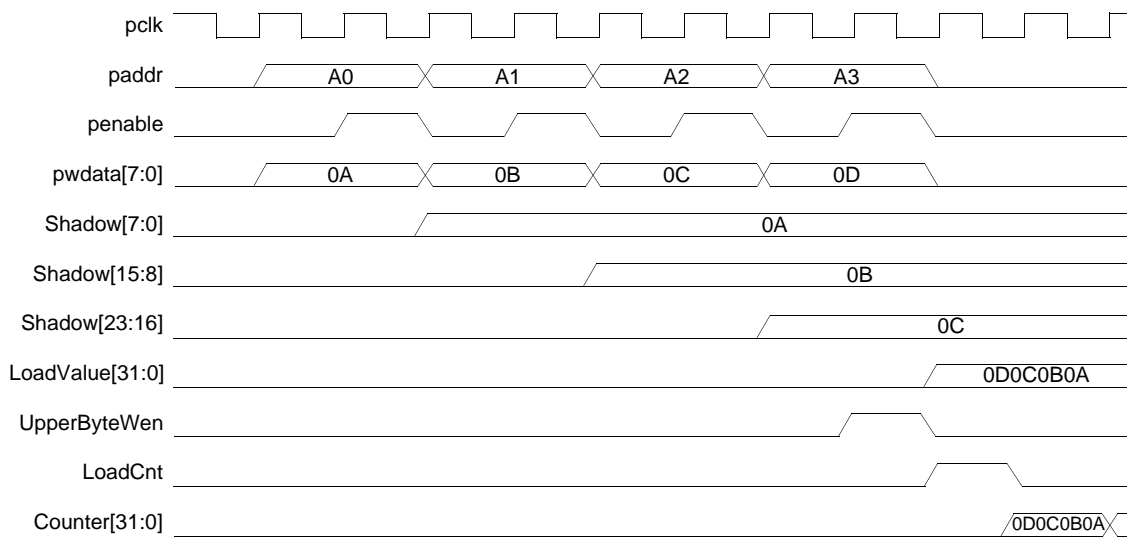 pclk
paddr A0 A1 A2 A3
penable
pwdata[7:0] 0A 0B 0C 0D
Shadow[7:0] 0A
Shadow[15:8] 0B
Shadow[23:16] 0C
LoadValue[31:0] 0D0C0B0A
UpperByteWen
LoadCnt
Counter[31:0] 0D0C0B0A